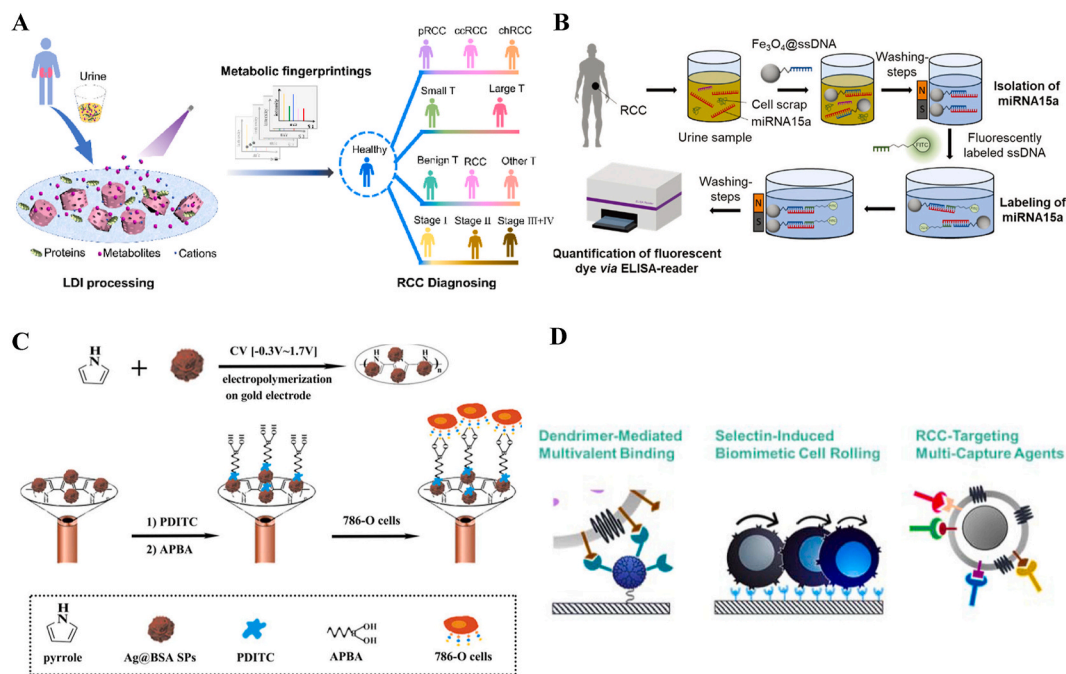 A
Urine
Metabolic fingerprintings
pRCC ccRCC chRCC
Small T
Large T
Healthy
Benign T RCC Other T
Stage I Stage II Stage III+IV
Proteins Metabolites Cations
LDI processing
RCC Diagnosing
B
RCC
Fe₃O₄@ssDNA
Cell scrap
miRNA15a
Urine sample
Washing-
steps
N
S
Isolation of
miRNA15a
Fluorescently
labeled ssDNA
FITC
Labeling of
miRNA15a
Washing-
steps
N
S
Quantification of fluorescent
dye via ELISA-reader
C
H
N
+
CV [-0.3V~1.7V]
electropolymerization
on gold electrode
H
N
H
N
n
1) PDITC
2) APBA
786-O cells
H
N
B
OH
OH
pyrrole
Ag@BSA SPs
PDITC
APBA
786-O cells
D
Dendrimer-Mediated
Multivalent Binding
Selectin-Induced
Biomimetic Cell Rolling
RCC-Targeting
Multi-Capture Agents